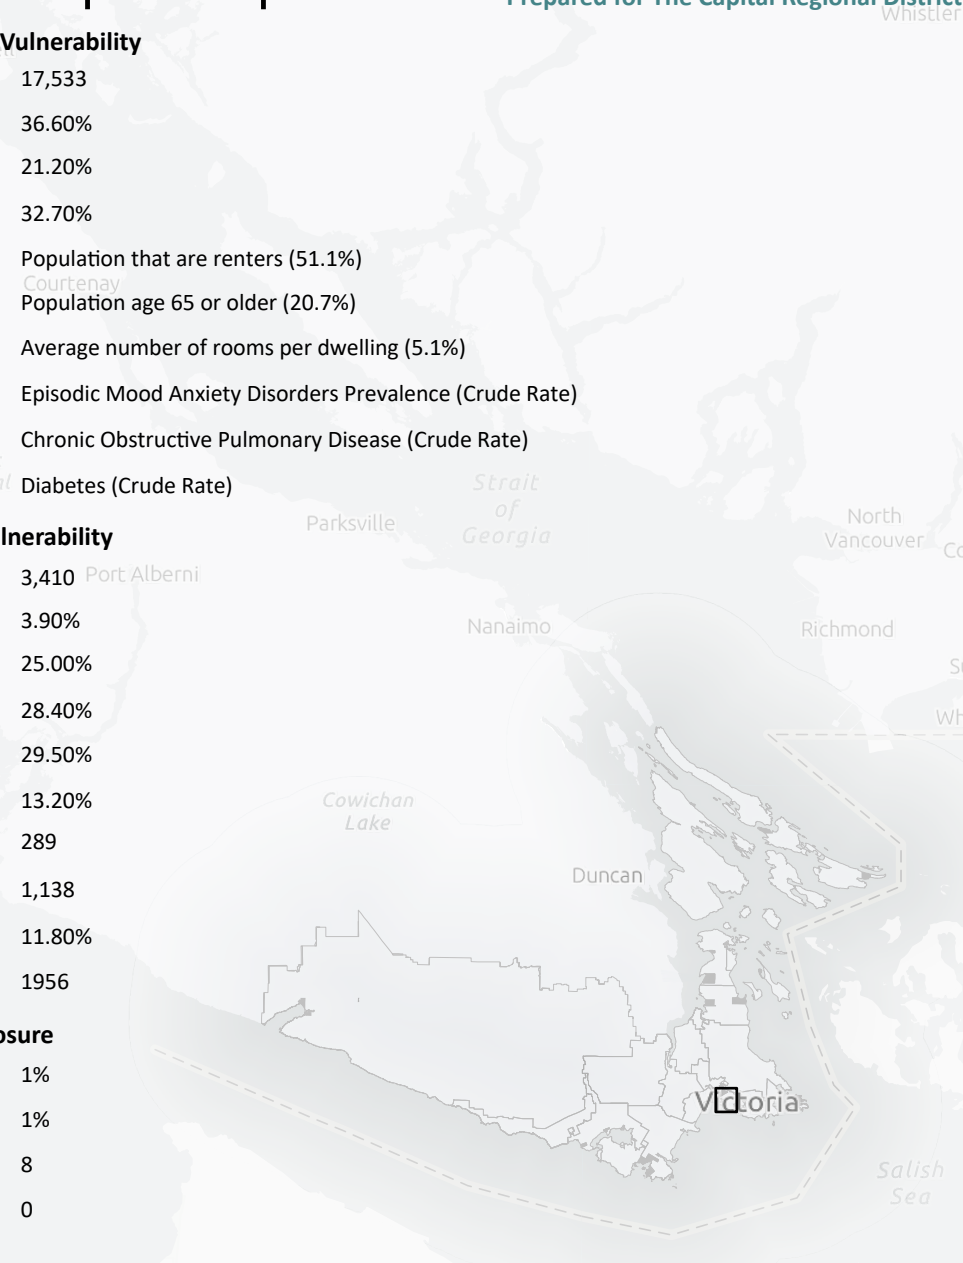 Prepared for The Capital Regional District
Whistler
Vulnerability
17,533
36.60%
21.20%
32.70%
Population that are renters (51.1%)
Courtenay
Population age 65 or older (20.7%)
Average number of rooms per dwelling (5.1%)
Episodic Mood Anxiety Disorders Prevalence (Crude Rate)
Chronic Obstructive Pulmonary Disease (Crude Rate)
Diabetes (Crude Rate)
Strait
of
Georgia
Parksville
North
Vancouver
lnerability
3,410
Port Alberni
3.90%
Nanaimo
Richmond
25.00%
28.40%
Wh
29.50%
13.20%
Cowichan
Lake
289
Duncan
1,138
11.80%
1956
osure
1%
Victoria
1%
8
Salish
Sea
0